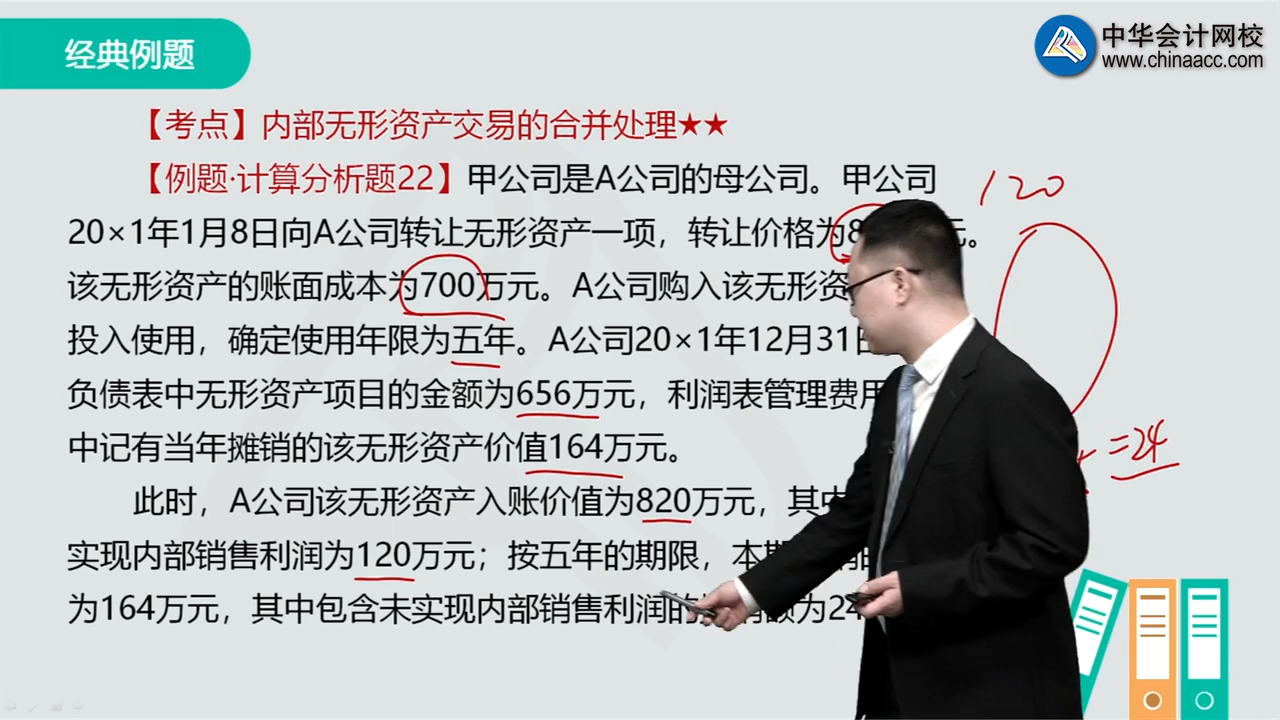 经典例题
中华会计网校
www.chinaacc.com
【考点】内部无形资产交易的合并处理★★
【例题·计算分析题22】甲公司是A公司的母公司。甲公司
120
20×1年1月8日向A公司转让无形资产一项，转让价格为8 元。
该无形资产的账面成本为700万元。A公司购入该无形资
投入使用，确定使用年限为五年。A公司20×1年12月31日
负债表中无形资产项目的金额为656万元，利润表管理费用
中记有当年摊销的该无形资产价值164万元。
=24
此时，A公司该无形资产入账价值为820万元，其中
实现内部销售利润为120万元；按五年的期限，本期
为164万元，其中包含未实现内部销售利润的 额为24